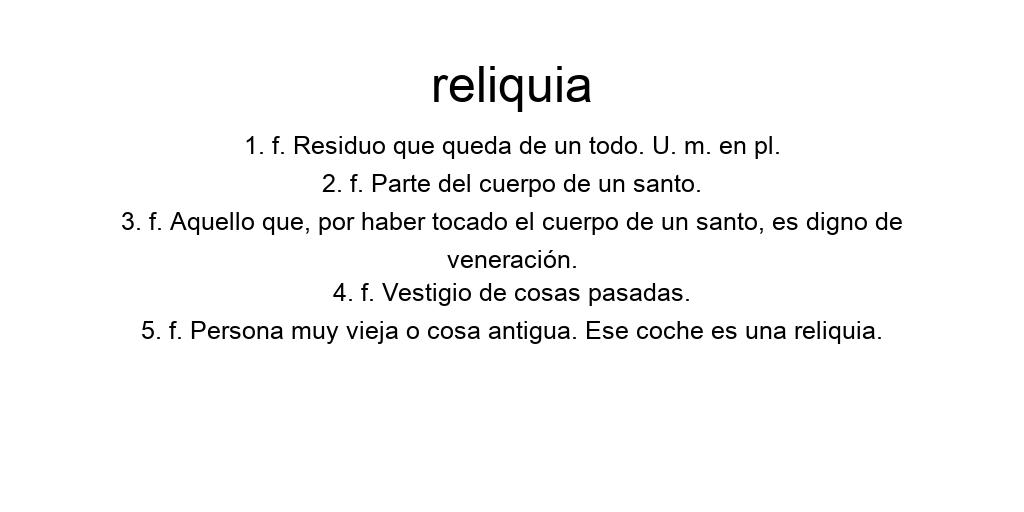 reliquia
1. f. Residuo que queda de un todo. U. m. en pl.
2. f. Parte del cuerpo de un santo.
3. f. Aquello que, por haber tocado el cuerpo de un santo, es digno de
veneración.
4. f. Vestigio de cosas pasadas.
5. f. Persona muy vieja o cosa antigua. Ese coche es una reliquia.